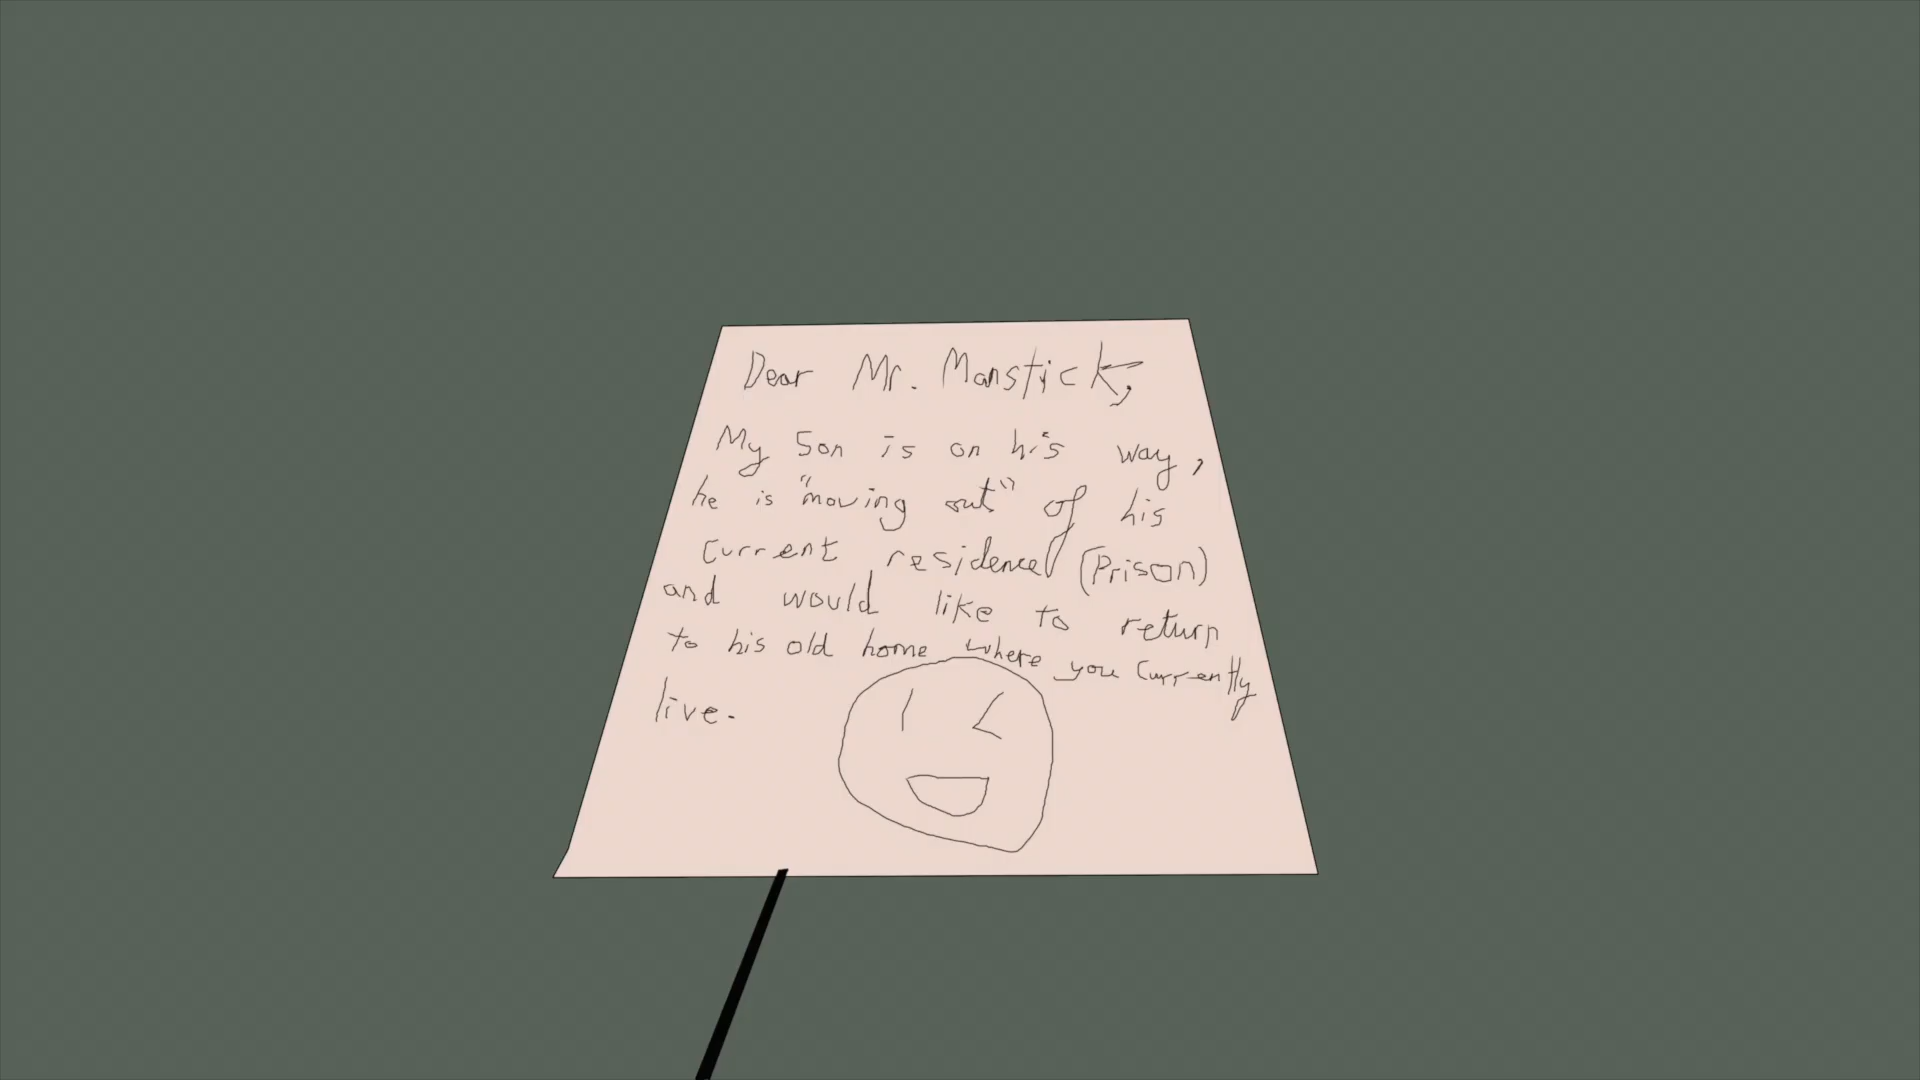 Dear Mr. Manstick,
My Son is on his way,
he is "moving out" of his
current residence (Prison)
and would like to return
to his old home where you currently
live.